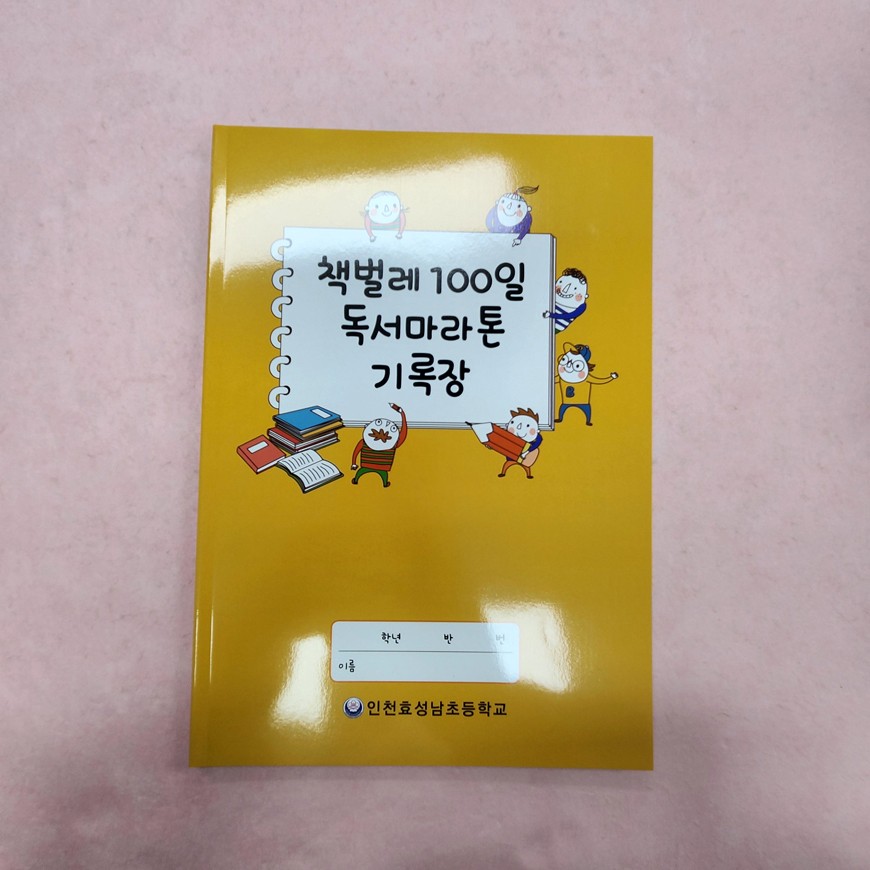 책벌레 100일
독서마라톤
기록장
학년 반 번
이름
인천효성남초등학교